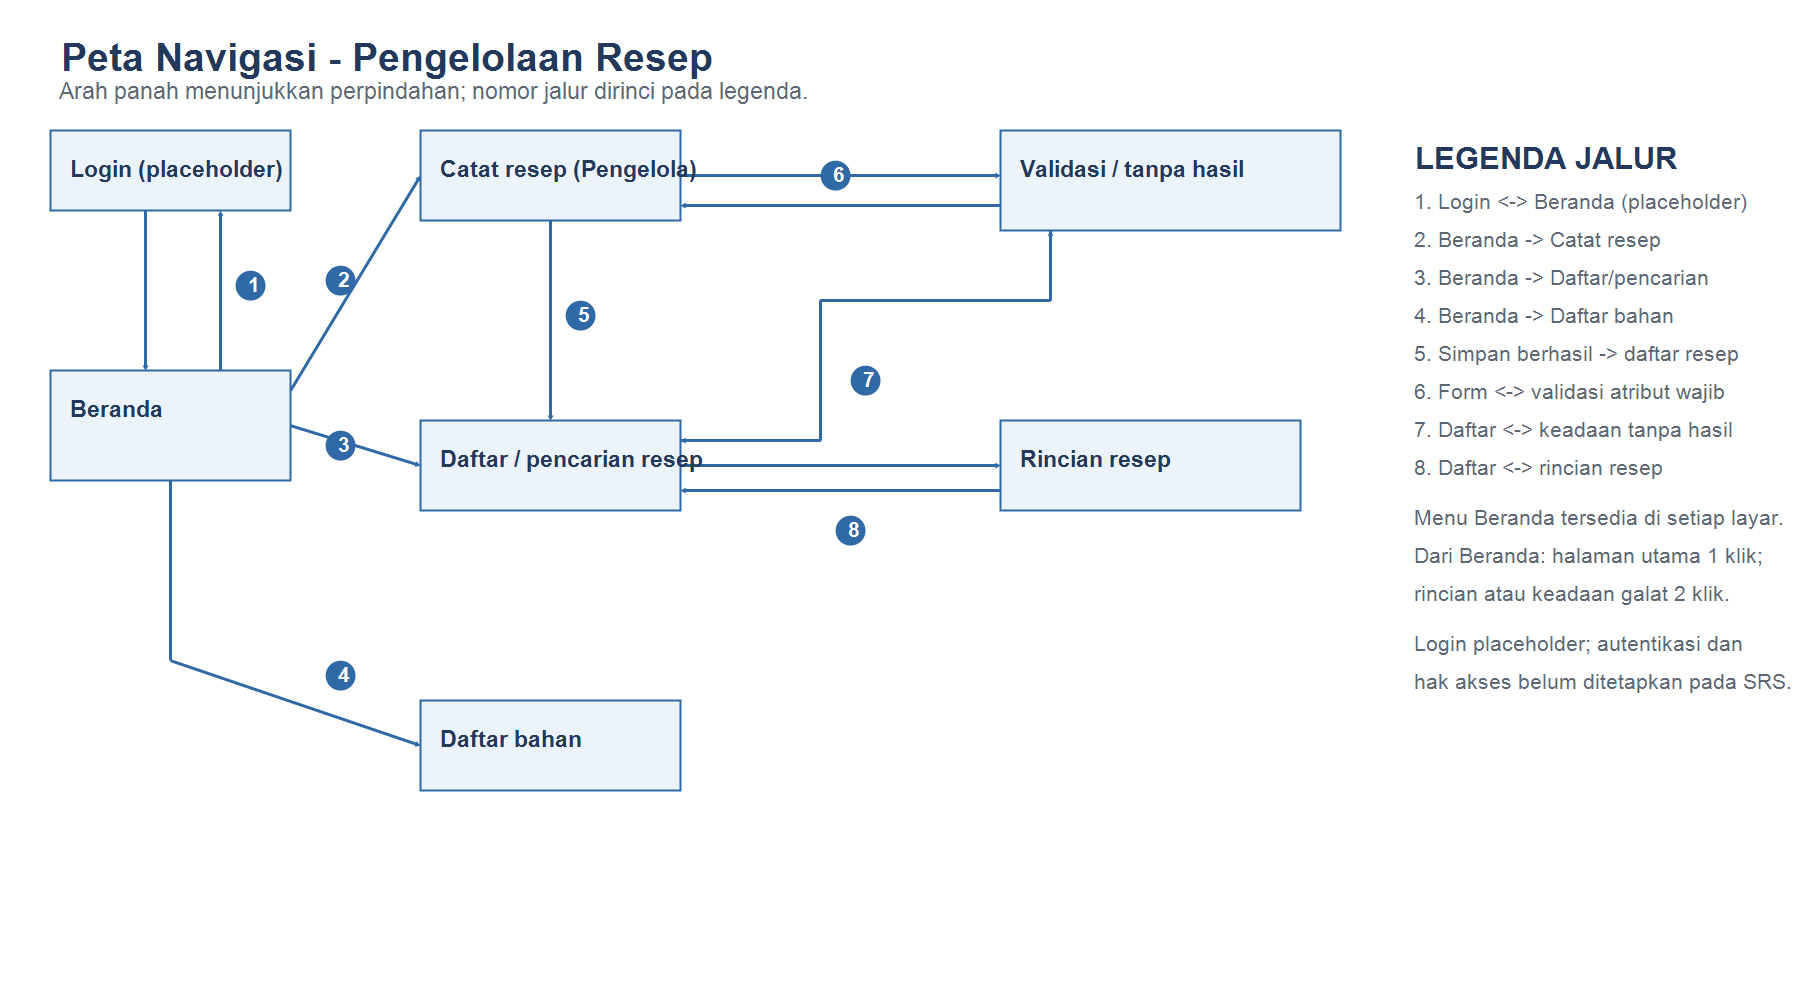 Peta Navigasi - Pengelolaan Resep
Arah panah menunjukkan perpindahan; nomor jalur dirinci pada legenda.
Login (placeholder)
Catat resep (Pengelola)
6
Validasi / tanpa hasil
1
2
5
7
Beranda
3
Daftar / pencarian resep
Rincian resep
8
4
Daftar bahan
LEGENDA JALUR
1. Login <-> Beranda (placeholder)
2. Beranda -> Catat resep
3. Beranda -> Daftar/pencarian
4. Beranda -> Daftar bahan
5. Simpan berhasil -> daftar resep
6. Form <-> validasi atribut wajib
7. Daftar <-> keadaan tanpa hasil
8. Daftar <-> rincian resep
Menu Beranda tersedia di setiap layar.
Dari Beranda: halaman utama 1 klik;
rincian atau keadaan galat 2 klik.
Login placeholder; autentikasi dan
hak akses belum ditetapkan pada SRS.